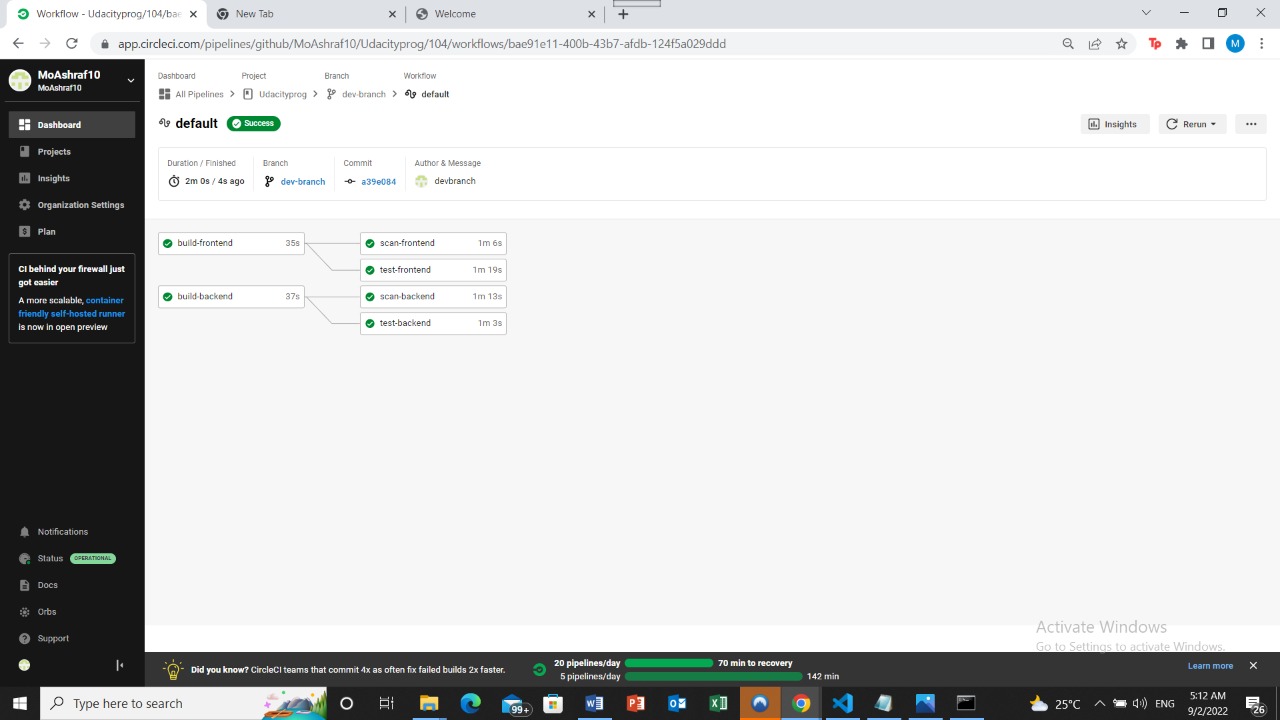 Workflow - Udacityprog/104/bae
New Tab
Welcome
app.circleci.com/pipelines/github/MoAshraf10/Udacityprog/104/workflows/bae91e11-400b-43b7-afdb-124f5a029ddd
Tp
M
MoAshraf10
MoAshraf10
Dashboard
Projects
Insights
Organization Settings
Plan
CI behind your firewall just
got easier
A more scalable, container
friendly self-hosted runner
is now in open preview
Notifications
Status OPERATIONAL
Docs
Orbs
Support
Dashboard Project Branch Workflow
All Pipelines > Udacityprog > dev-branch > default
default Success
Insights Rerun
Duration / Finished Branch Commit Author & Message
2m 0s / 4s ago dev-branch a39e084 devbranch
build-frontend 35s scan-frontend 1m 6s
test-frontend 1m 19s
build-backend 37s scan-backend 1m 13s
test-backend 1m 3s
Activate Windows
Go to Settings to activate Windows.
Did you know? CircleCI teams that commit 4x as often fix failed builds 2x faster.
20 pipelines/day 70 min to recovery
5 pipelines/day 142 min
Learn more
Type here to search
99+
25°C
ENG
5:12 AM
9/2/2022
26